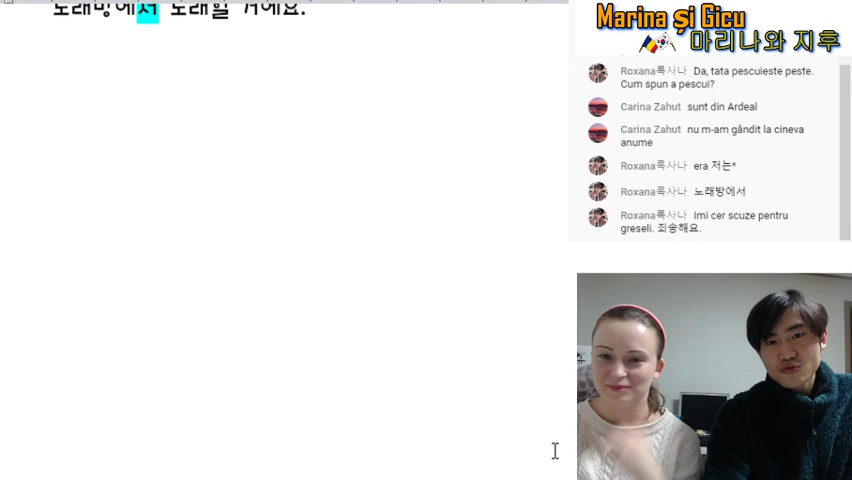 노래방에서 노래할 거에요.
Marina și Gicu
마리나와 지후
Roxana록사나 Da, tata pescuieste peste.
Cum spun a pescui?
Carina Zahut sunt din Ardeal
Carina Zahut nu m-am gândit la cineva
anume
Roxana록사나 era 저는*
Roxana록사나 노래방에서
Roxana록사나 Imi cer scuze pentru
greseli. 죄송해요.